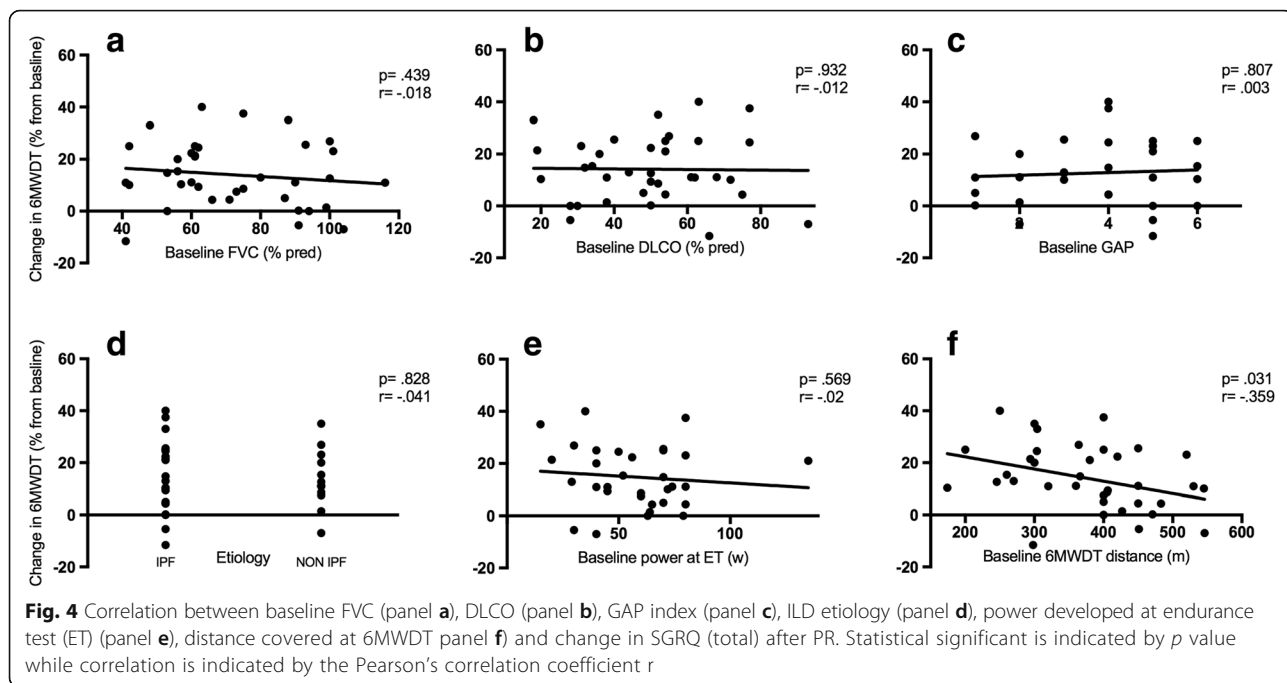 a
b
c
60
40
20
0
-20
Change in 6MWDT (% from basline)
p= .439
r= -.018
40 60 80 100 120
Baseline FVC (% pred)
60
40
20
0
-20
p= .932
r= -.012
20 40 60 80
Baseline DLCO (% pred)
60
40
20
0
-20
p= .807
r= .003
2 4 6
Baseline GAP
d
e
f
60
40
20
0
-20
Change in 6MWDT (% from baseline)
p= .828
r= -.041
IPF Etiology NON IPF
60
40
20
0
-20
p= .569
r= -.02
50 100
Baseline power at ET (w)
60
40
20
0
-20
p= .031
r= -.359
200 300 400 500 600
Baseline 6MWDT distance (m)
Fig. 4 Correlation between baseline FVC (panel a), DLCO (panel b), GAP index (panel c), ILD etiology (panel d), power developed at endurance
test (ET) (panel e), distance covered at 6MWDT panel f) and change in SGRQ (total) after PR. Statistical significant is indicated by p value
while correlation is indicated by the Pearson's correlation coefficient r